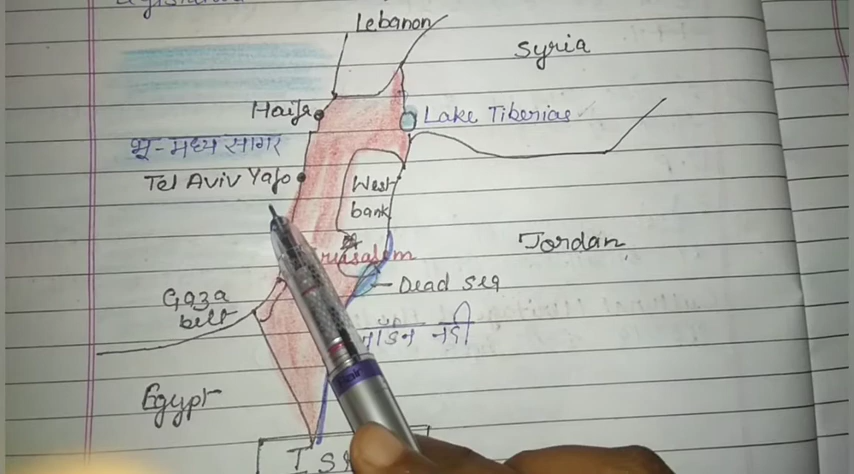 Lebanon
Syria
Haifa
Lake Tiberias
भू-मध्य सागर
Tel Aviv Yafo
West
bank
Jordan
Gaza
belt
Dead sea
नदी
Egypt